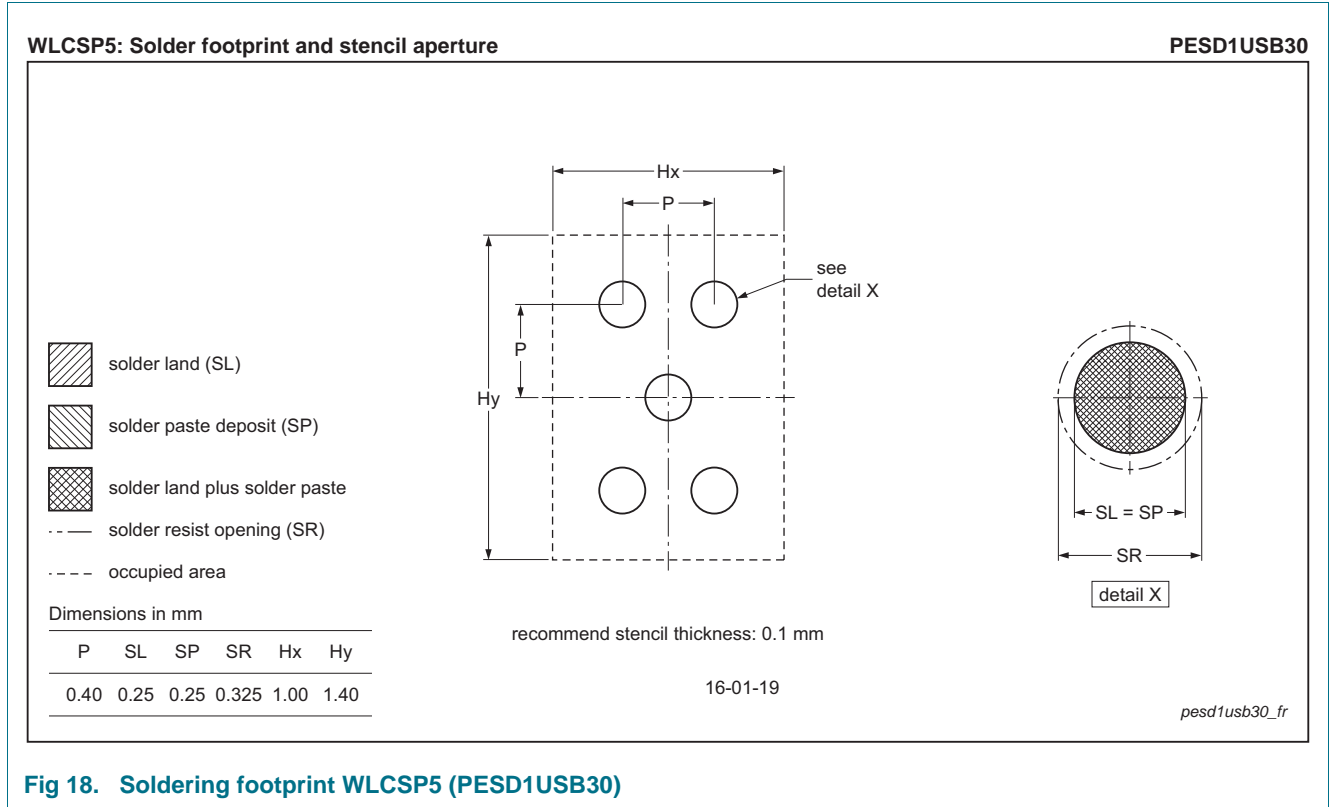 WLCSP5: Solder footprint and stencil aperture PESD1USB30
Hx
P
see
detail X
P
Hy
solder land (SL)
solder paste deposit (SP)
solder land plus solder paste
solder resist opening (SR)
occupied area
SL = SP
SR
detail X
Dimensions in mm
P SL SP SR Hx Hy
0.40 0.25 0.25 0.325 1.00 1.40
recommend stencil thickness: 0.1 mm
16-01-19
pesd1usb30_fr
Fig 18. Soldering footprint WLCSP5 (PESD1USB30)